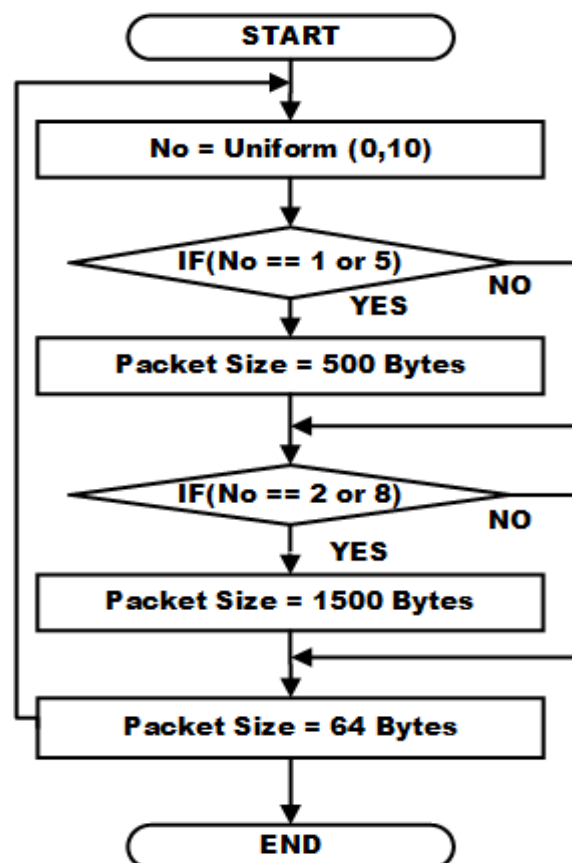 START
No = Uniform (0,10)
IF(No == 1 or 5)
NO
YES
Packet Size = 500 Bytes
IF(No == 2 or 8)
NO
YES
Packet Size = 1500 Bytes
Packet Size = 64 Bytes
END